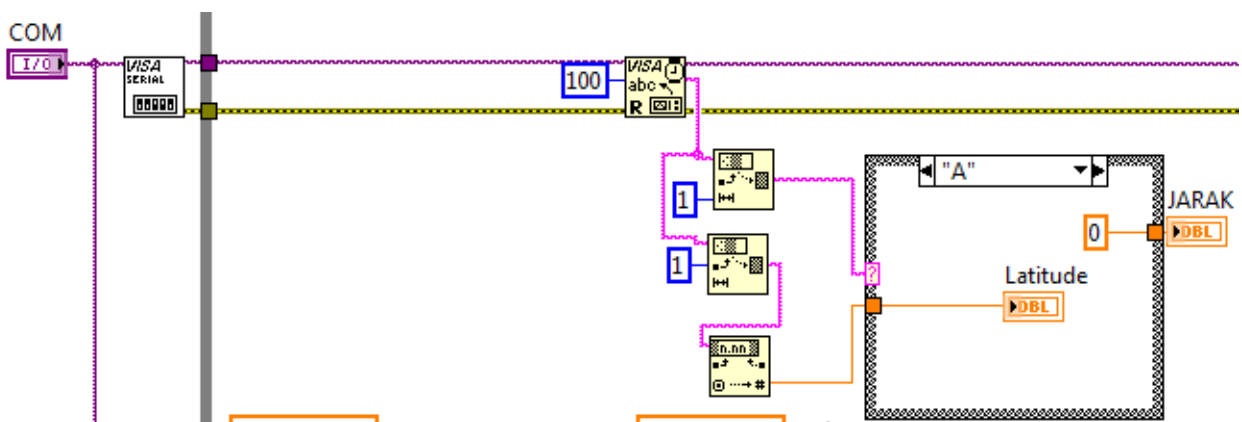 COM
I/O
VISA
SERIAL
100
VISA
abc
R
1
"A"
JARAK
0
DBL
1
Latitude
DBL
n.nn
#
?